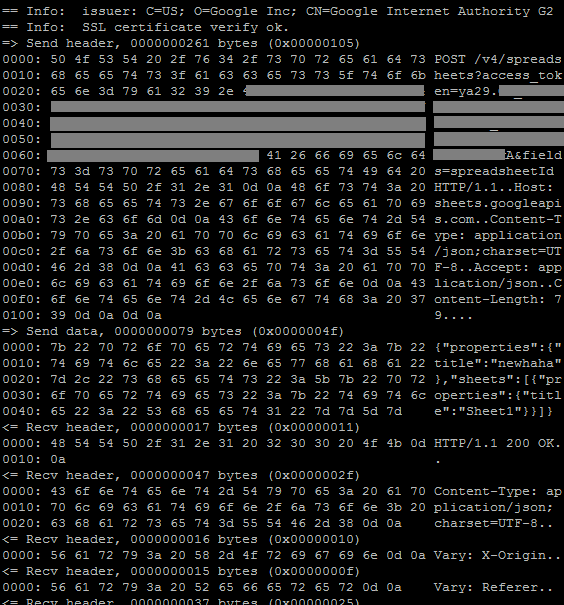 == Info:  issuer: C=US; O=Google Inc; CN=Google Internet Authority G2
== Info:  SSL certificate verify ok.
=> Send header, 0000000261 bytes (0x00000105)
0000: 50 4f 53 54 20 2f 76 34 2f 73 70 72 65 61 64 73 POST /v4/spreads
0010: 68 65 65 74 73 3f 61 63 63 65 73 73 5f 74 6f 6b heets?access_tok
0020: 65 6e 3d 79 61 32 39 2e en=ya29.
0030:
0040:
0050:
0060: 41 26 66 69 65 6c 64 A&field
0070: 73 3d 73 70 72 65 61 64 73 68 65 65 74 49 64 20 s=spreadsheetId
0080: 48 54 54 50 2f 31 2e 31 0d 0a 48 6f 73 74 3a 20 HTTP/1.1..Host:
0090: 73 68 65 65 74 73 2e 67 6f 6f 67 6c 65 61 70 69 sheets.googleapi
00a0: 73 2e 63 6f 6d 0d 0a 43 6f 6e 74 65 6e 74 2d 54 s.com..Content-T
00b0: 79 70 65 3a 20 61 70 70 6c 69 63 61 74 69 6f 6e ype: application
00c0: 2f 6a 73 6f 6e 3b 63 68 61 72 73 65 74 3d 55 54 /json;charset=UT
00d0: 46 2d 38 0d 0a 41 63 63 65 70 74 3a 20 61 70 70 F-8..Accept: app
00e0: 6c 69 63 61 74 69 6f 6e 2f 6a 73 6f 6e 0d 0a 43 lication/json..C
00f0: 6f 6e 74 65 6e 74 2d 4c 65 6e 67 74 68 3a 20 37 ontent-Length: 7
0100: 39 0d 0a 0d 0a 9....
=> Send data, 0000000079 bytes (0x0000004f)
0000: 7b 22 70 72 6f 70 65 72 74 69 65 73 22 3a 7b 22 {"properties":{"
0010: 74 69 74 6c 65 22 3a 22 6e 65 77 68 61 68 61 22 title":"newhaha"
0020: 7d 2c 22 73 68 65 65 74 73 22 3a 5b 7b 22 70 72 },"sheets":[{"pr
0030: 6f 70 65 72 74 69 65 73 22 3a 7b 22 74 69 74 6c operties":{"titl
0040: 65 22 3a 22 53 68 65 65 74 31 22 7d 7d 5d 7d e":"Sheet1"}}]}
<= Recv header, 0000000017 bytes (0x00000011)
0000: 48 54 54 50 2f 31 2e 31 20 32 30 30 20 4f 4b 0d HTTP/1.1 200 OK.
0010: 0a .
<= Recv header, 0000000047 bytes (0x0000002f)
0000: 43 6f 6e 74 65 6e 74 2d 54 79 70 65 3a 20 61 70 Content-Type: ap
0010: 70 6c 69 63 61 74 69 6f 6e 2f 6a 73 6f 6e 3b 20 plication/json;
0020: 63 68 61 72 73 65 74 3d 55 54 46 2d 38 0d 0a charset=UTF-8..
<= Recv header, 0000000016 bytes (0x00000010)
0000: 56 61 72 79 3a 20 58 2d 4f 72 69 67 69 6e 0d 0a Vary: X-Origin..
<= Recv header, 0000000015 bytes (0x0000000f)
0000: 56 61 72 79 3a 20 52 65 66 65 72 65 72 0d 0a Vary: Referer..
<= Recv header, 0000000037 bytes (0x00000025)